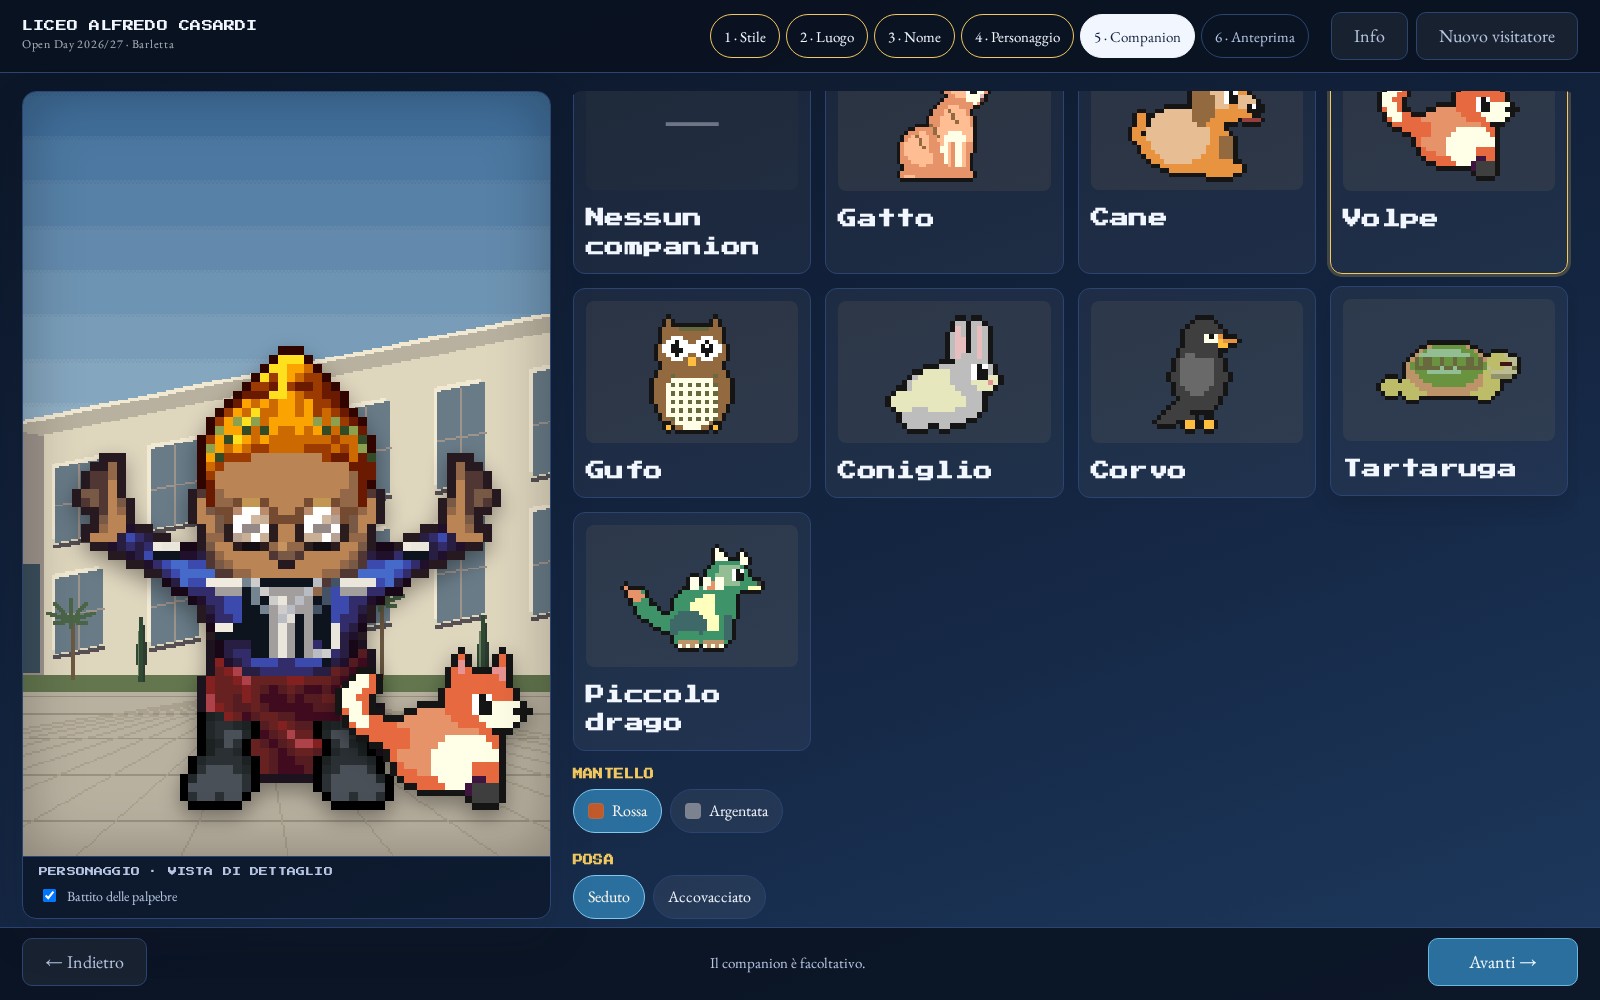 LICEO ALFREDO CASARDI
Open Day 2026/27 · Barletta
1 · Stile
2 · Luogo
3 · Nome
4 · Personaggio
5 · Companion
6 · Anteprima
Info
Nuovo visitatore
Nessun
companion
Gatto
Cane
Volpe
Gufo
Coniglio
Corvo
Tartaruga
Piccolo
drago
MANTELLO
Rossa
Argentata
POSA
Seduto
Accovacciato
PERSONAGGIO · VISTA DI DETTAGLIO
Battito delle palpebre
← Indietro
Il companion è facoltativo.
Avanti →